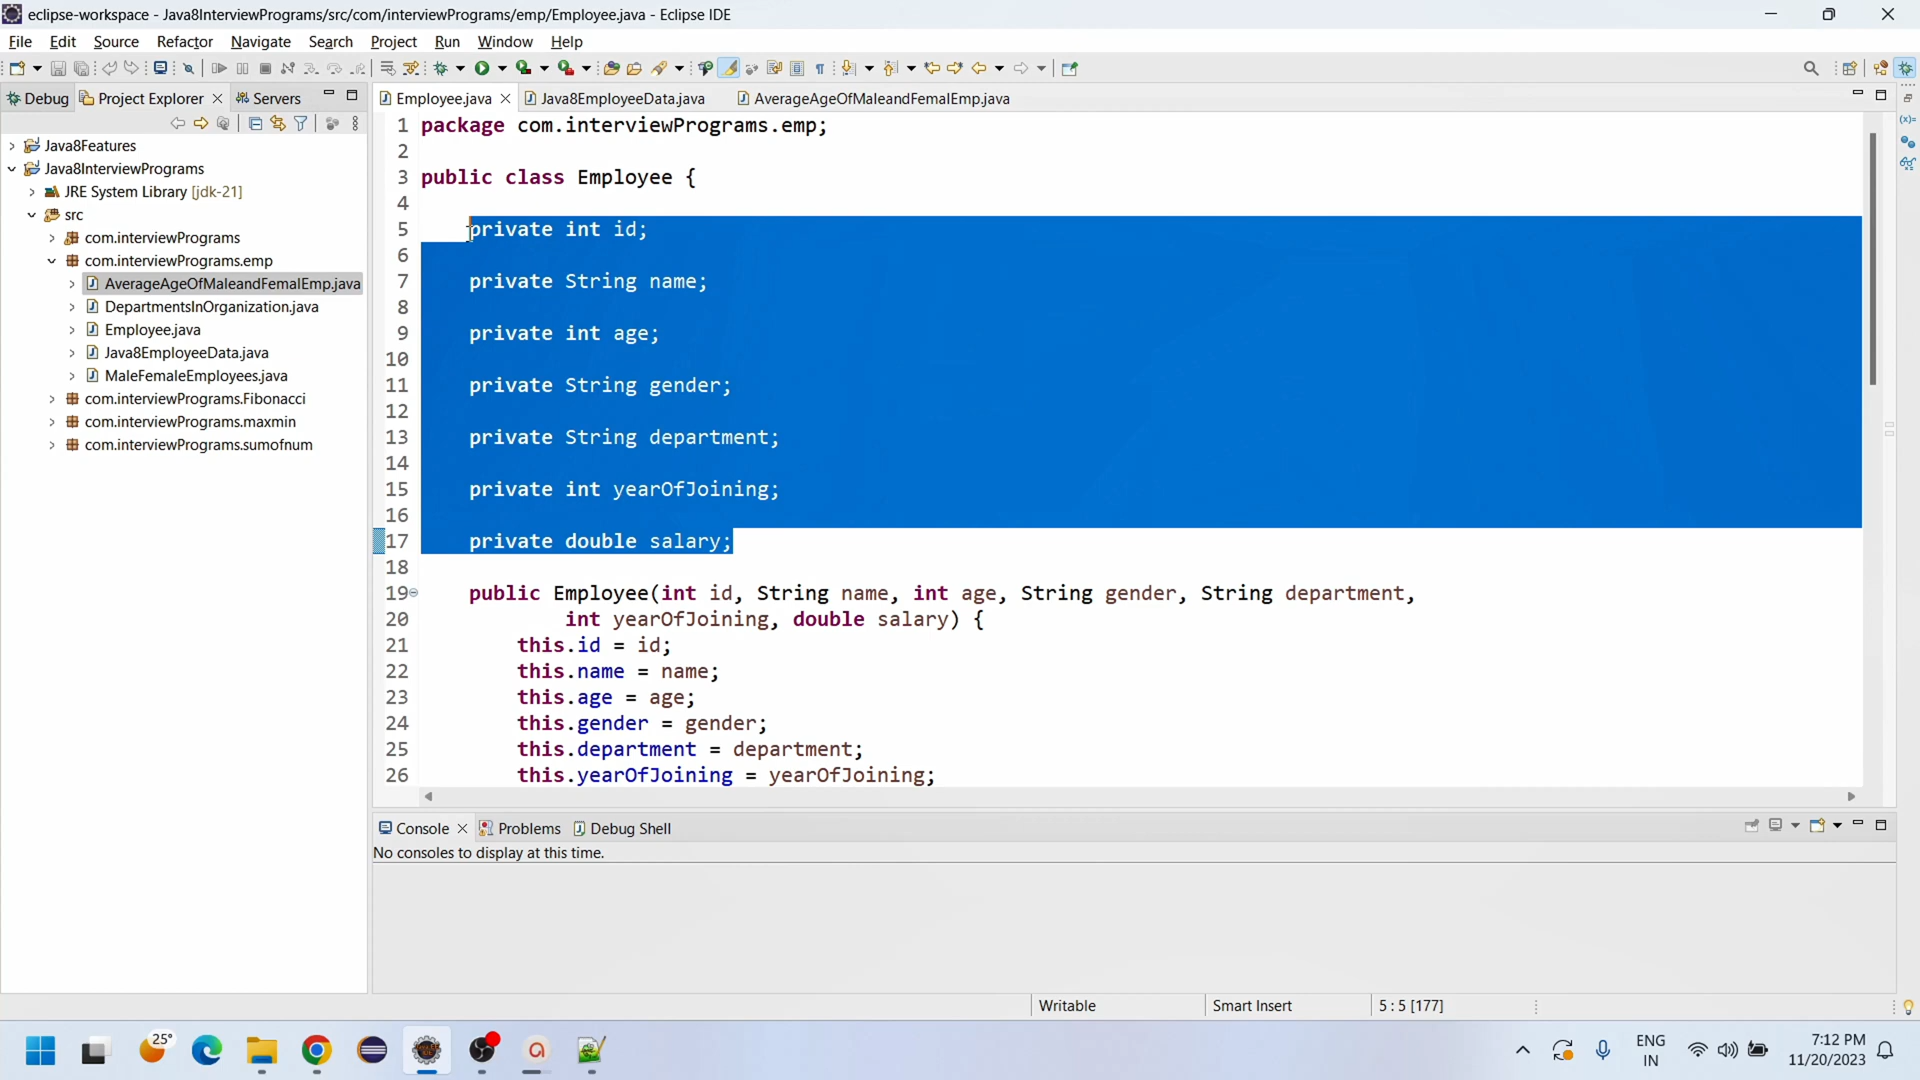 eclipse-workspace - Java8InterviewPrograms/src/com/interviewPrograms/emp/Employee.java - Eclipse IDE
File Edit Source Refactor Navigate Search Project Run Window Help
Debug Project Explorer Servers
Employee.java Java8EmployeeData.java AverageAgeOfMaleandFemalEmp.java
Java8Features
Java8InterviewPrograms
JRE System Library [jdk-21]
src
com.interviewPrograms
com.interviewPrograms.emp
AverageAgeOfMaleandFemalEmp.java
DepartmentsInOrganization.java
Employee.java
Java8EmployeeData.java
MaleFemaleEmployees.java
com.interviewPrograms.Fibonacci
com.interviewPrograms.maxmin
com.interviewPrograms.sumofnum
1 package com.interviewPrograms.emp;
2
3 public class Employee {
4
5 private int id;
6
7 private String name;
8
9 private int age;
10
11 private String gender;
12
13 private String department;
14
15 private int yearOfJoining;
16
17 private double salary;
18
19 public Employee(int id, String name, int age, String gender, String department,
20 int yearOfJoining, double salary) {
21 this.id = id;
22 this.name = name;
23 this.age = age;
24 this.gender = gender;
25 this.department = department;
26 this.yearOfJoining = yearOfJoining;
Console Problems Debug Shell
No consoles to display at this time.
Writable Smart Insert 5 : 5 [177]
25°
ENG
IN
7:12 PM
11/20/2023